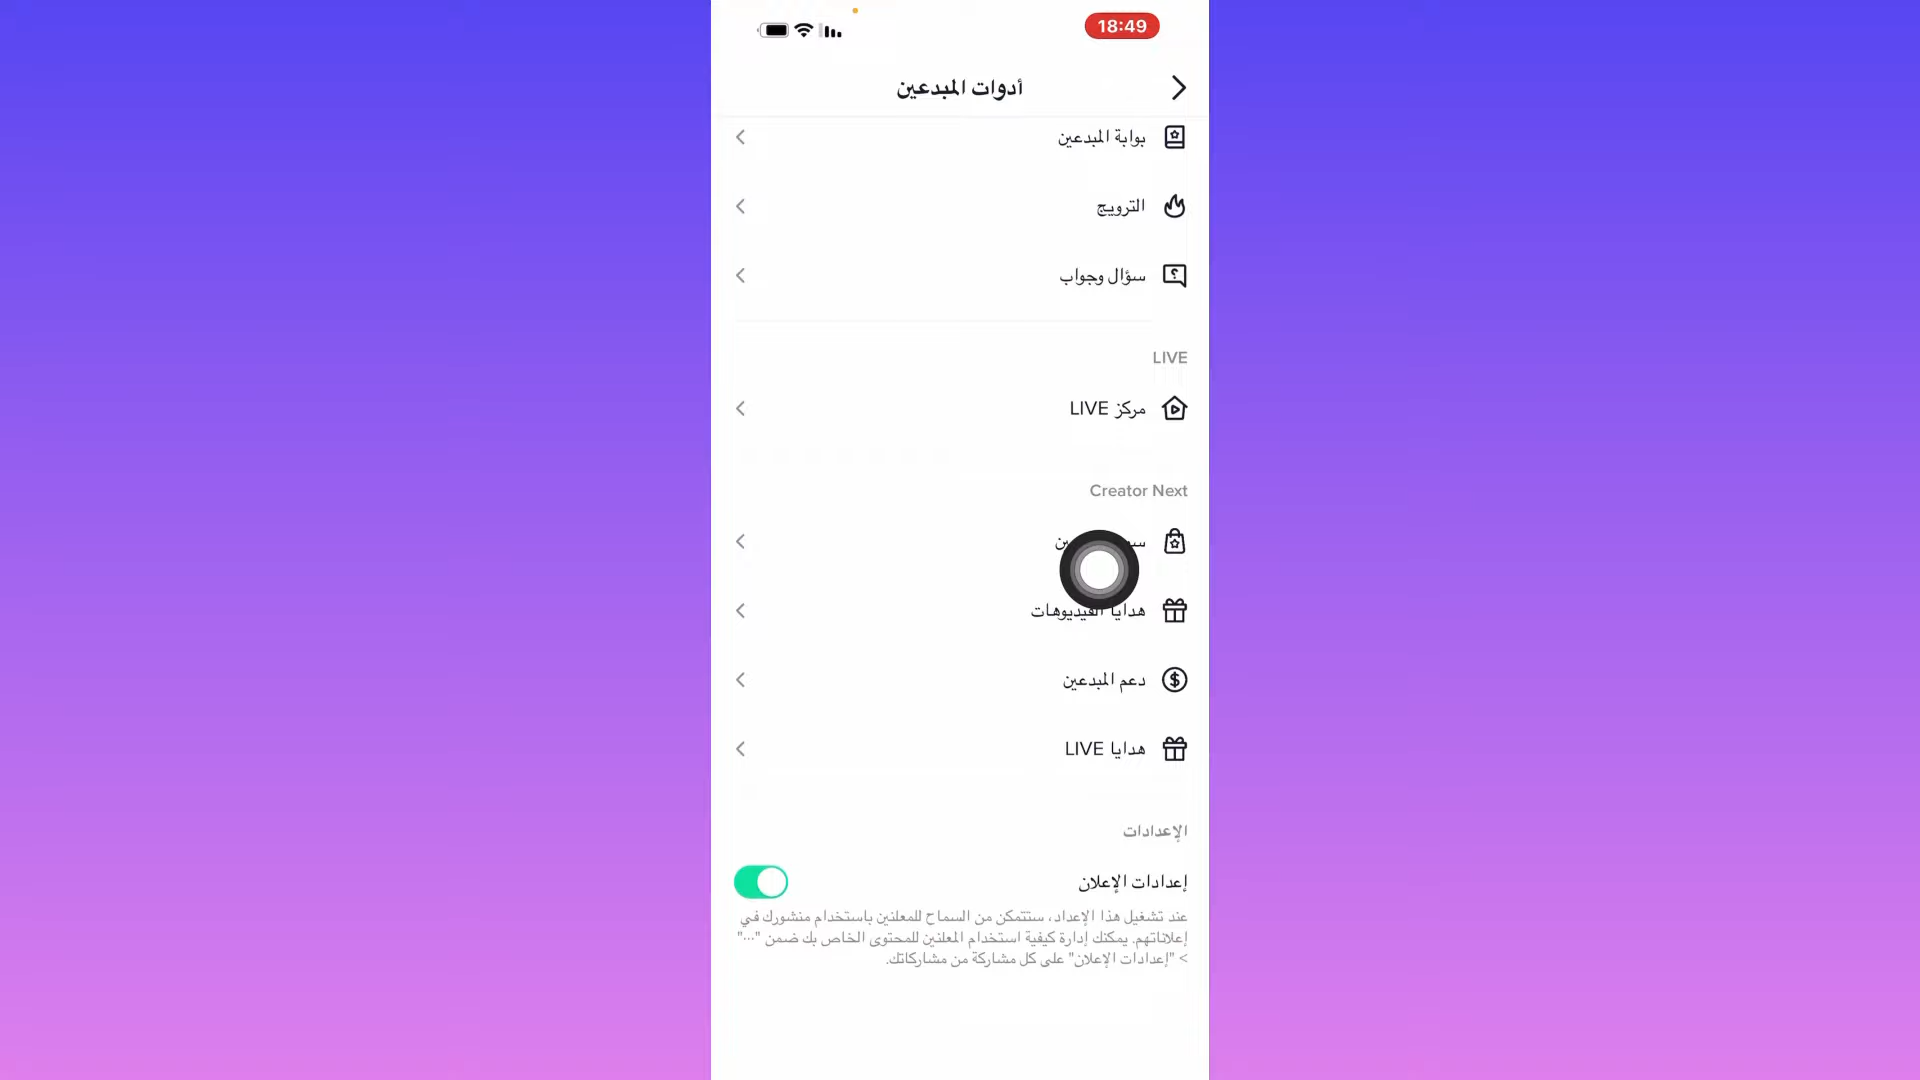 18:49
أدوات المبدعين
بوابة المبدعين
الترويج
سؤال وجواب
LIVE
مركز LIVE
Creator Next
هدايا الفيديوهات
دعم المبدعين
هدايا LIVE
الإعدادات
إعدادات الإعلان
عند تشغيل هذا الإعداد، ستتمكن من السماح للمعلنين باستخدام منشورك في
إعلاناتهم. يمكنك إدارة كيفية استخدام المعلنين للمحتوى الخاص بك ضمن "..."
> "إعدادات الإعلان" على كل مشاركة من مشاركاتك.